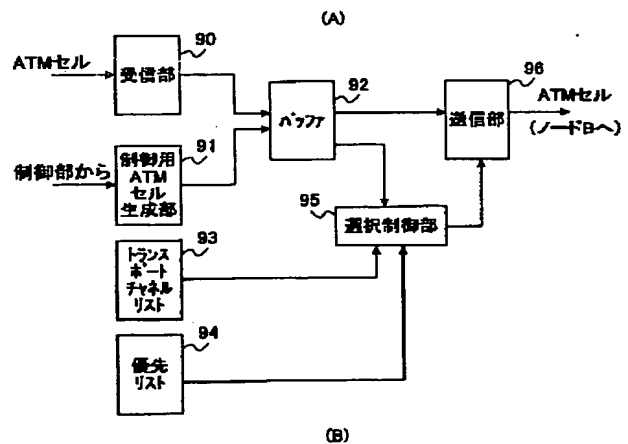 (A)
90
ATMセル
受信部
92
バッファ
96
送信部
ATMセル
(ノードBへ)
91
制御部から
制御用
ATM
セル
生成部
95
選択制御部
93
トランス
ポート
チャネル
リスト
94
優先
リスト
(B)